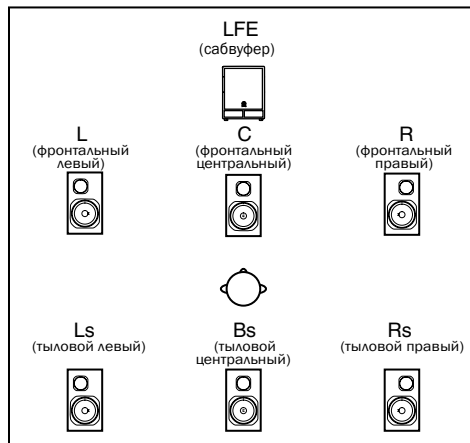 LFE
(сабвуфер)
L
(фронтальный
левый)
C
(фронтальный
центральный)
R
(фронтальный
правый)
Ls
(тыловой левый)
Bs
(тыловой
центральный)
Rs
(тыловой правый)